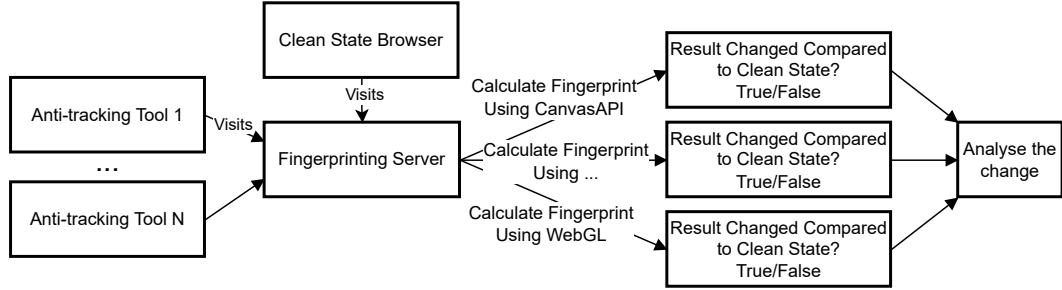 Clean State Browser
Visits
Anti-tracking Tool 1
Visits
...
Anti-tracking Tool N
Fingerprinting Server
Calculate Fingerprint
Using CanvasAPI
Calculate Fingerprint
Using ...
Calculate Fingerprint
Using WebGL
Result Changed Compared
to Clean State?
True/False
Result Changed Compared
to Clean State?
True/False
Result Changed Compared
to Clean State?
True/False
Analyse the
change